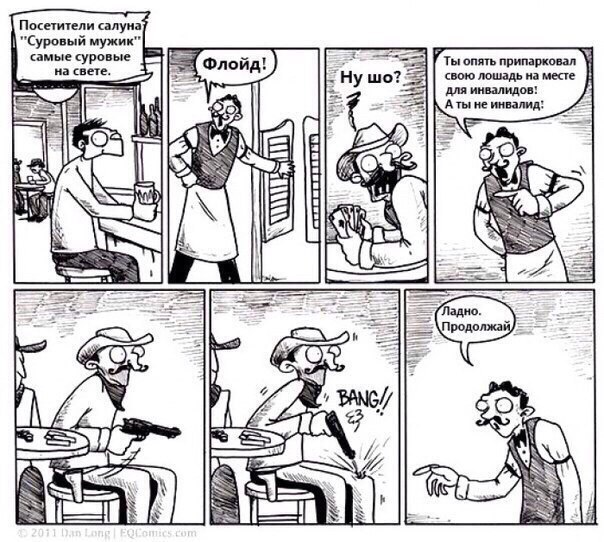 Посетители салуна
"Суровый мужик"
самые суровые
на свете.
Флойд!
Ну шо?
Ты опять припарковал
свою лошадь на месте
для инвалидов!
А ты не инвалид!
BANG!!
Ладно.
Продолжай
© 2011 Dan Long | EQComics.com